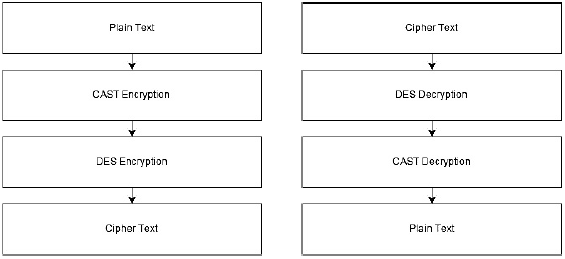 Plain Text
CAST Encryption
DES Encryption
Cipher Text
Cipher Text
DES Decryption
CAST Decryption
Plain Text